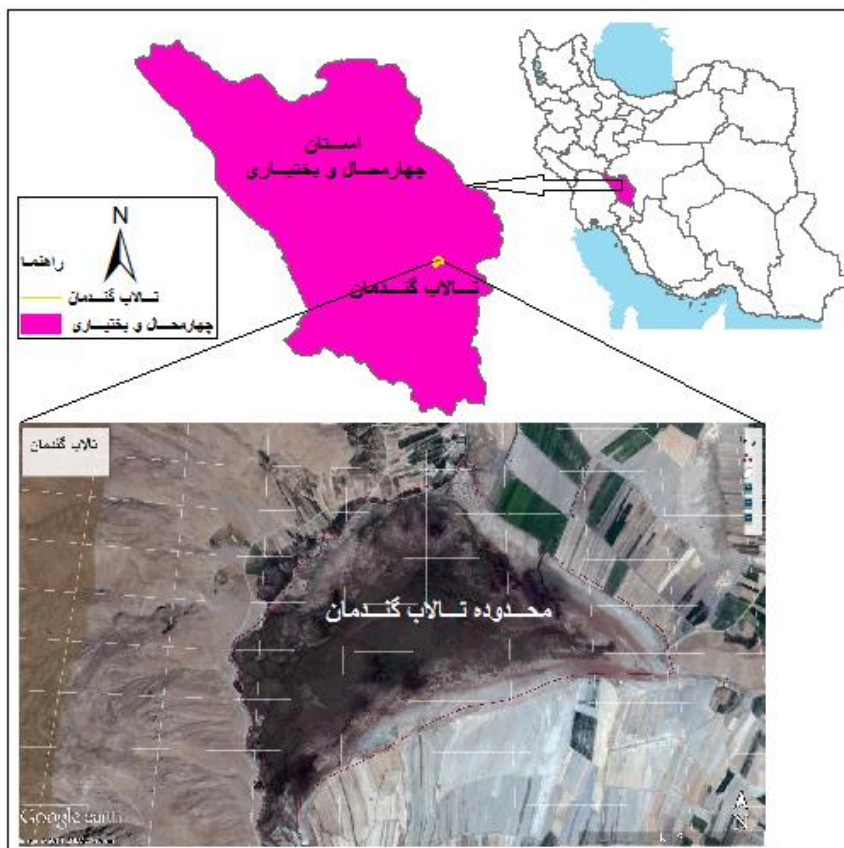 استان
چهارمحال و بختیاری
N
راهنما
تالاب گندمان
چهارمحال و بختیاری
تالاب گندمان
تالاب گندمان
محدوده تالاب گندمان
Google earth
N